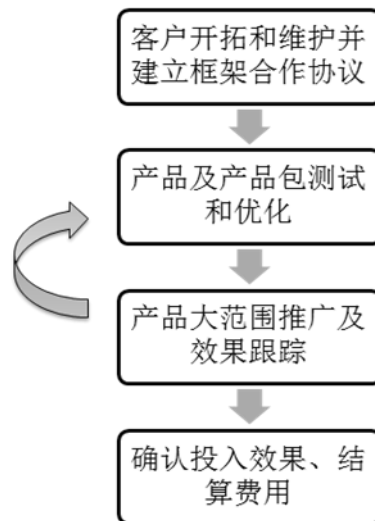 客户开拓和维护并
建立框架合作协议
产品及产品包测试
和优化
产品大范围推广及
效果跟踪
确认投入效果、结
算费用